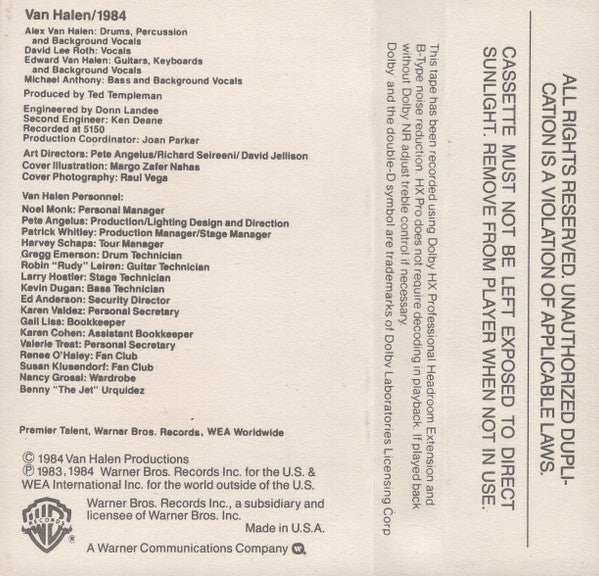 Van Halen/1984
Alex Van Halen: Drums, Percussion
and Background Vocals
David Lee Roth: Vocals
Edward Van Halen: Guitars, Keyboards
and Background Vocals
Michael Anthony: Bass and Background Vocals
Produced by Ted Templeman
Engineered by Donn Landee
Second Engineer: Ken Deane
Recorded at 5150
Production Coordinator: Joan Parker
Art Directors: Pete Angelus/Richard Seireeni/David Jellison
Cover Illustration: Margo Zafer Nahas
Cover Photography: Raul Vega
Van Halen Personnel:
Noel Monk: Personal Manager
Pete Angelus: Production/Lighting Design and Direction
Patrick Whitley: Production Manager/Stage Manager
Harvey Schaps: Tour Manager
Gregg Emerson: Drum Technician
Robin "Rudy" Leiren: Guitar Technician
Larry Hostler: Stage Technician
Kevin Dugan: Bass Technician
Ed Anderson: Security Director
Karen Valdez: Personal Secretary
Gail Liss: Bookkeeper
Karen Cohen: Assistant Bookkeeper
Valerie Treat: Personal Secretary
Renee O'Haley: Fan Club
Susan Klusendorf: Fan Club
Nancy Grossi: Wardrobe
Benny "The Jet" Urquidez
Premier Talent, Warner Bros. Records, WEA Worldwide
© 1984 Van Halen Productions
℗ 1983, 1984 Warner Bros. Records Inc. for the U.S. &
WEA International Inc. for the world outside of the U.S.
WB
RECORDS
®
Warner Bros. Records Inc., a subsidiary and
licensee of Warner Bros. Inc.
Made in U.S.A.
A Warner Communications Company
This tape has been recorded using Dolby HX Professional Headroom Extension and
B-Type noise reduction. HX Pro does not require decoding in playback. If played back
without Dolby NR adjust treble control if necessary.
Dolby and the double-D symbol are trademarks of Dolby Laboratories Licensing Corp
ALL RIGHTS RESERVED. UNAUTHORIZED DUPLI-
CATION IS A VIOLATION OF APPLICABLE LAWS.
CASSETTE MUST NOT BE LEFT EXPOSED TO DIRECT
SUNLIGHT. REMOVE FROM PLAYER WHEN NOT IN USE.